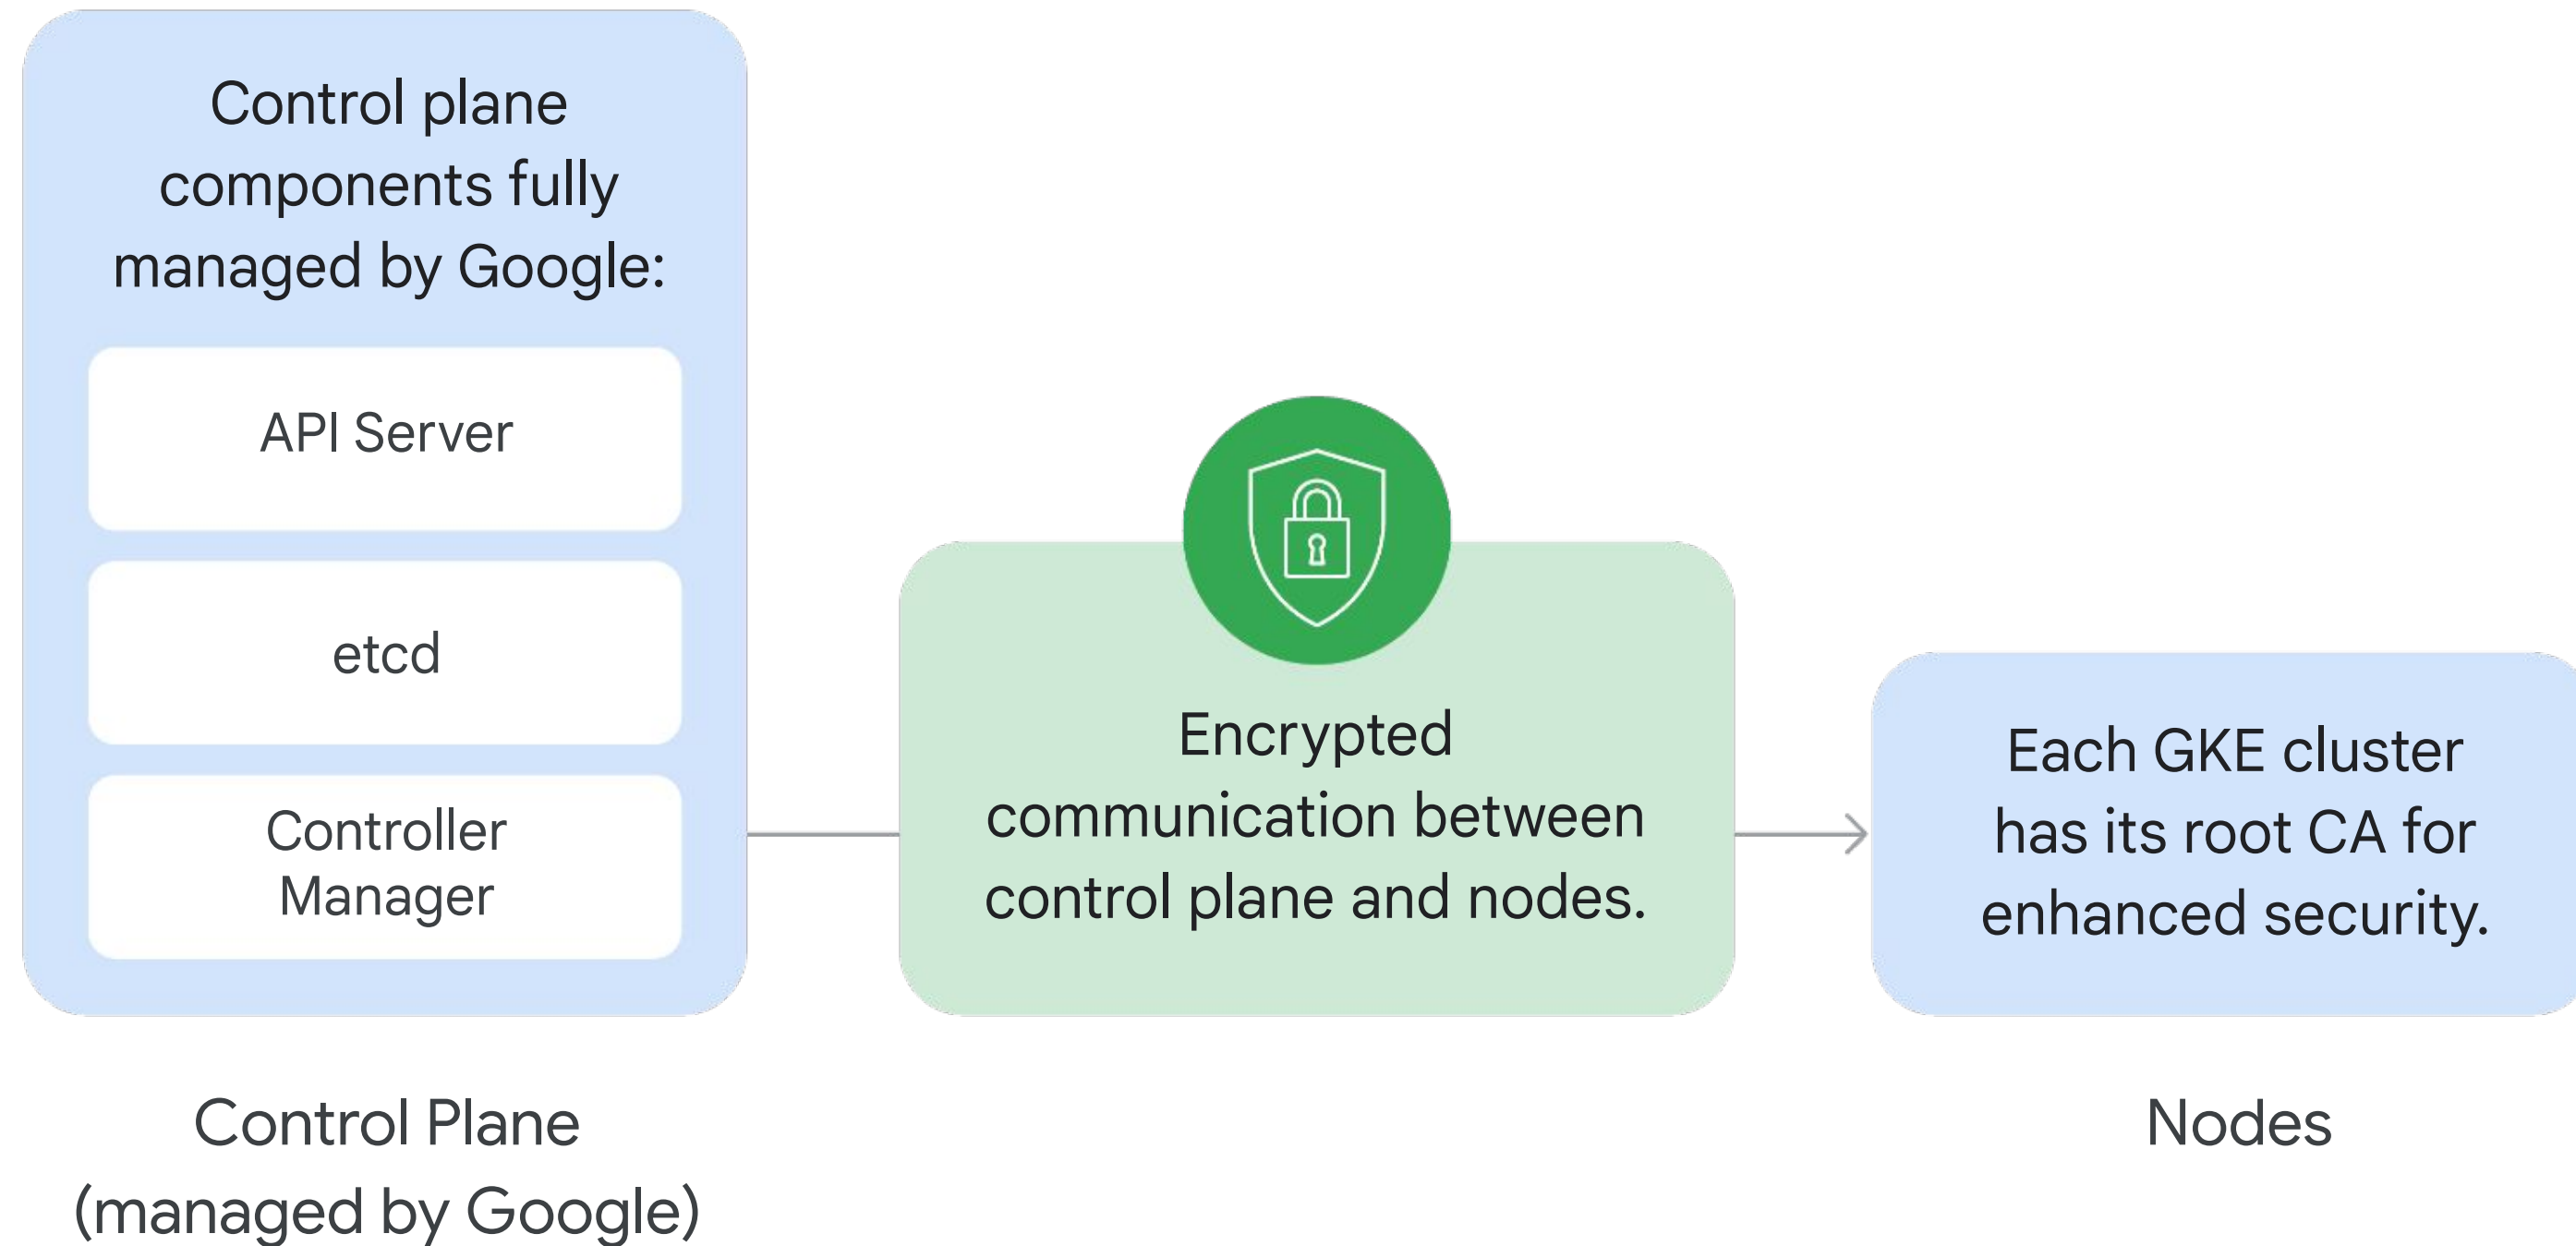 Control plane
components fully
managed by Google:
API Server
etcd
Controller
Manager
Control Plane
(managed by Google)
Encrypted
communication between
control plane and nodes.
Each GKE cluster
has its root CA for
enhanced security.
Nodes